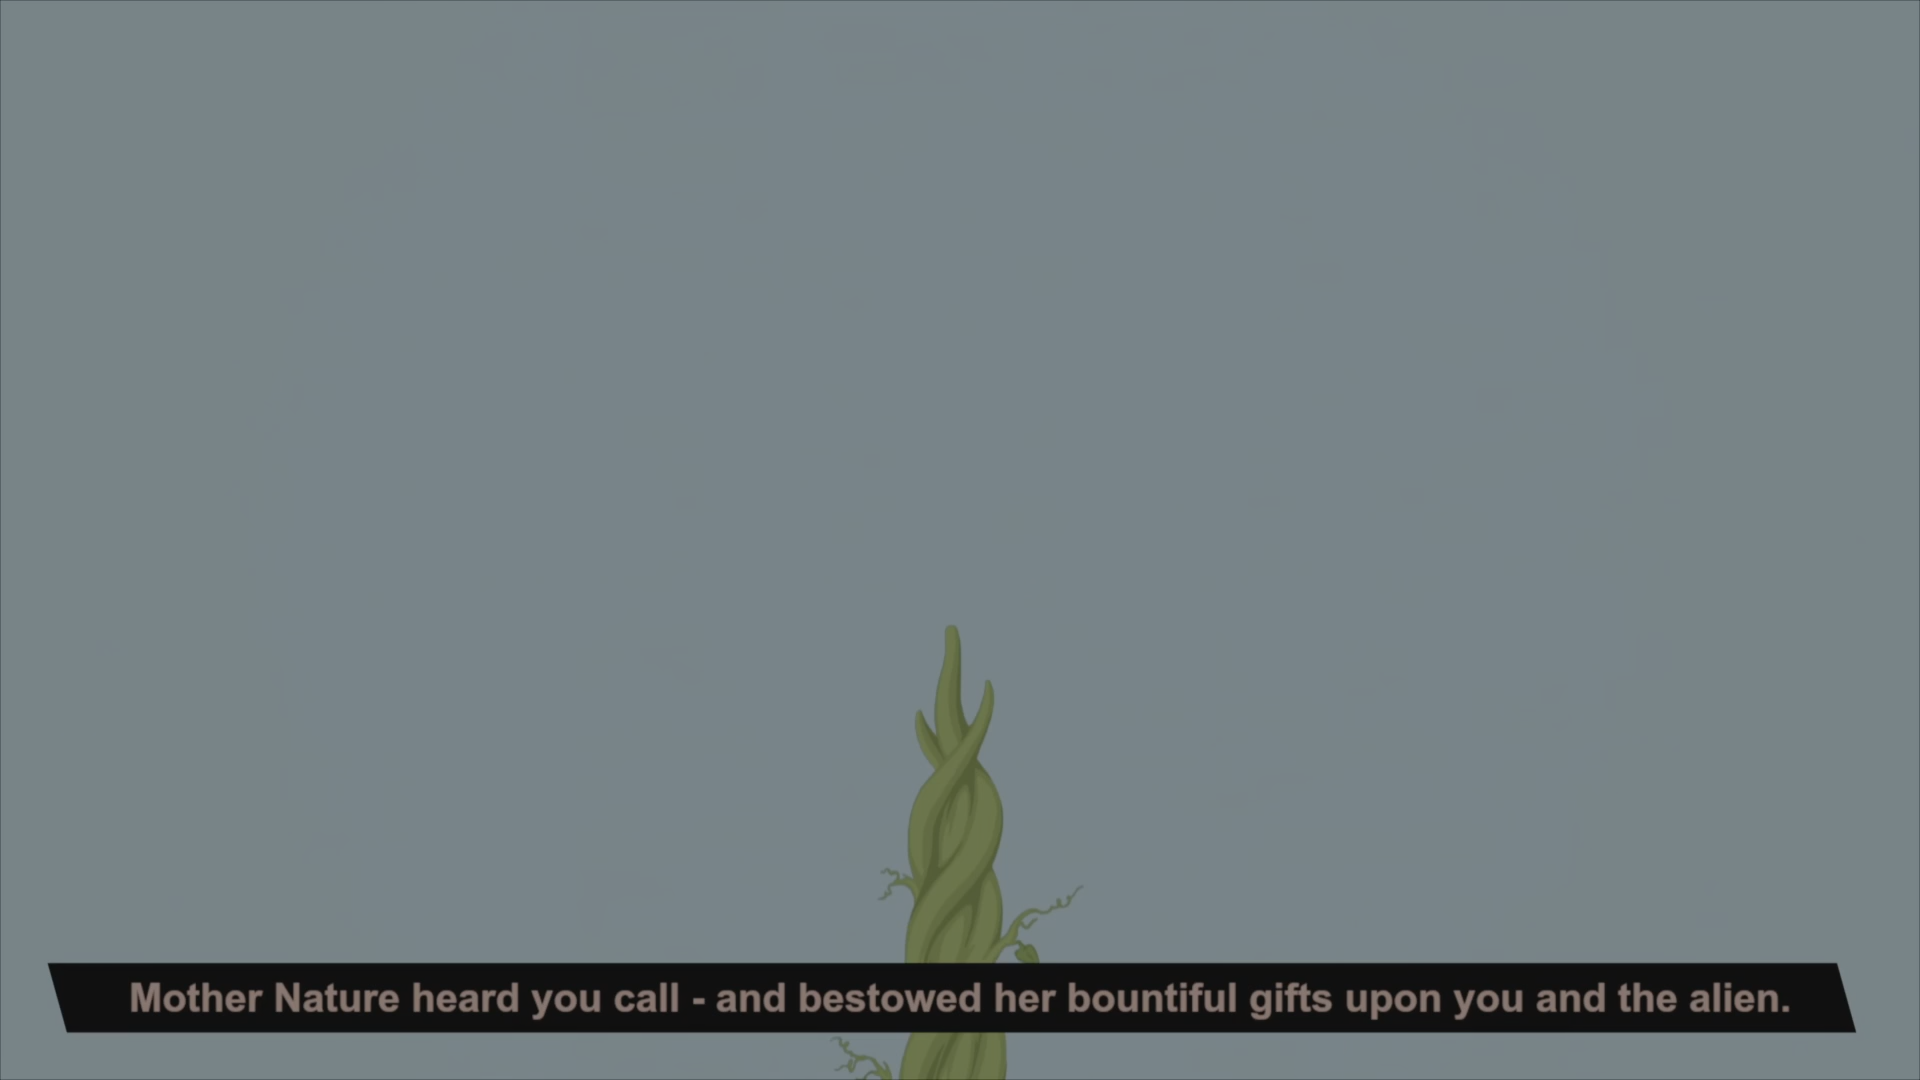 Mother Nature heard you call - and bestowed her bountiful gifts upon you and the alien.